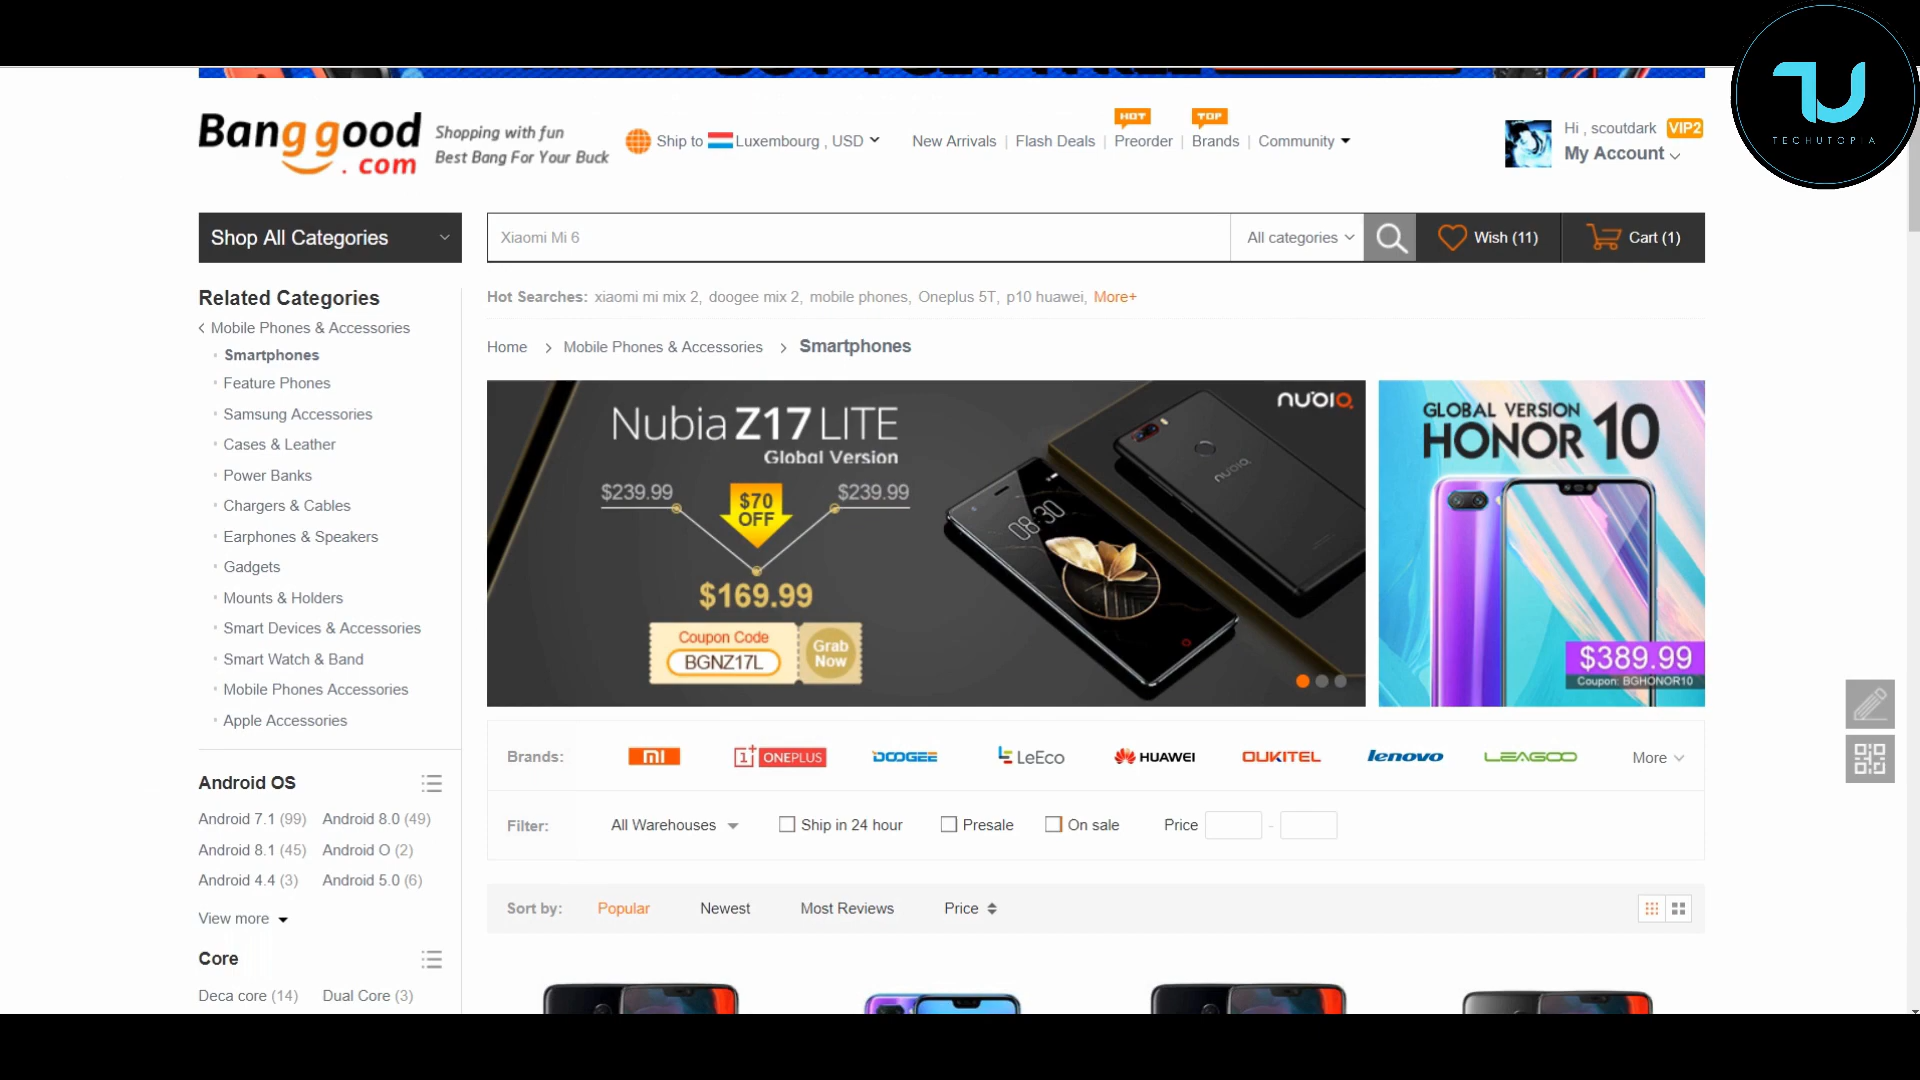 Banggood
.com
Shopping with fun
Best Bang For Your Buck
Ship to Luxembourg , USD
New Arrivals | Flash Deals | Preorder | Brands | Community
HOT
TOP
Hi , scoutdark VIP2
My Account
TECHUTOPIA
Shop All Categories
Xiaomi Mi 6
All categories
Wish (11)
Cart (1)
Related Categories
Mobile Phones & Accessories
Smartphones
Feature Phones
Samsung Accessories
Cases & Leather
Power Banks
Chargers & Cables
Earphones & Speakers
Gadgets
Mounts & Holders
Smart Devices & Accessories
Smart Watch & Band
Mobile Phones Accessories
Apple Accessories
Android OS
Android 7.1 (99) Android 8.0 (49)
Android 8.1 (45) Android O (2)
Android 4.4 (3) Android 5.0 (6)
View more
Core
Deca core (14) Dual Core (3)
Hot Searches: xiaomi mi mix 2, doogee mix 2, mobile phones, Oneplus 5T, p10 huawei, More+
Home > Mobile Phones & Accessories > Smartphones
Nubia Z17 LITE
Global Version
$239.99
$70
OFF
$239.99
$169.99
Coupon Code
BGNZ17L
Grab
Now
nubia
08:30
nubia
GLOBAL VERSION
HONOR 10
$389.99
Coupon: BGHONOR10
Brands: mi 1+ ONEPLUS DOOGEE LeEco HUAWEI OUKITEL lenovo LEAGOO More
Filter: All Warehouses Ship in 24 hour Presale On sale Price -
Sort by: Popular Newest Most Reviews Price